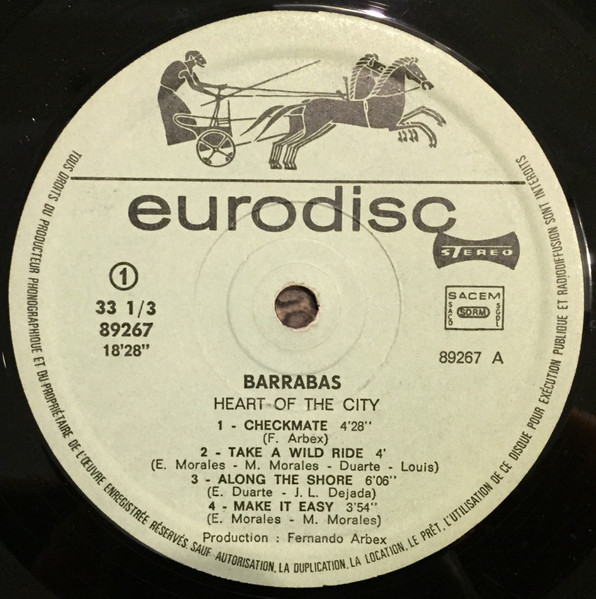 eurodisc
STEREO
1
33 1/3
89267
18'28"
SACEM
SACD SDRM SGDL
89267 A
BARRABAS
HEART OF THE CITY
1 - CHECKMATE 4'28"
(F. Arbex)
2 - TAKE A WILD RIDE 4'
(E. Morales - M. Morales - Duarte - Louis)
3 - ALONG THE SHORE 6'06"
(E. Duarte - J.L. Dejada)
4 - MAKE IT EASY 3'54"
(E. Morales - M. Morales)
Production : Fernando Arbex
TOUS DROITS DU PRODUCTEUR PHONOGRAPHIQUE ET DU PROPRIÉTAIRE DE L'ŒUVRE ENREGISTRÉE RÉSERVÉS. SAUF AUTORISATION, LA DUPLICATION, LA LOCATION, LE PRÊT, L'UTILISATION DE CE DISQUE POUR EXÉCUTION PUBLIQUE ET RADIODIFFUSION SONT INTERDITS